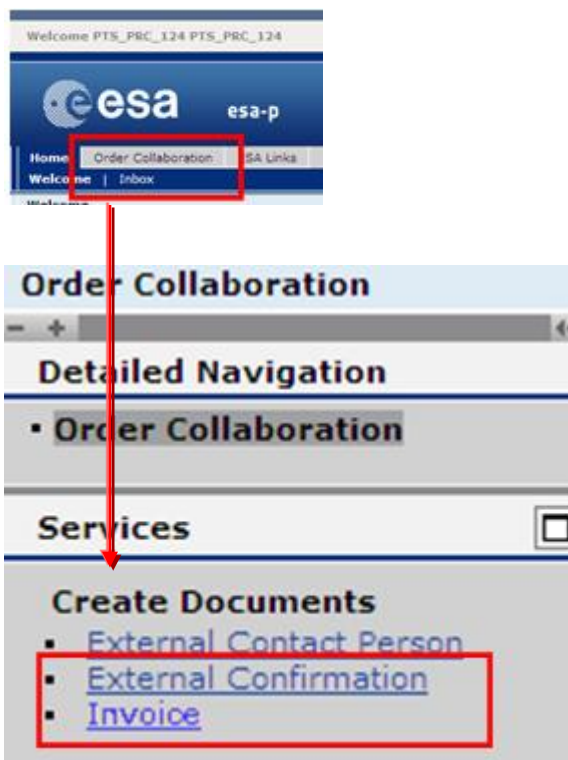 Welcome PTS_PRC_124 PTS_PRC_124
esa esa-p
Home Order Collaboration SA Links
Welcome | Inbox
Welcome
Order Collaboration
Detailed Navigation
Order Collaboration
Services
Create Documents
External Contact Person
External Confirmation
Invoice